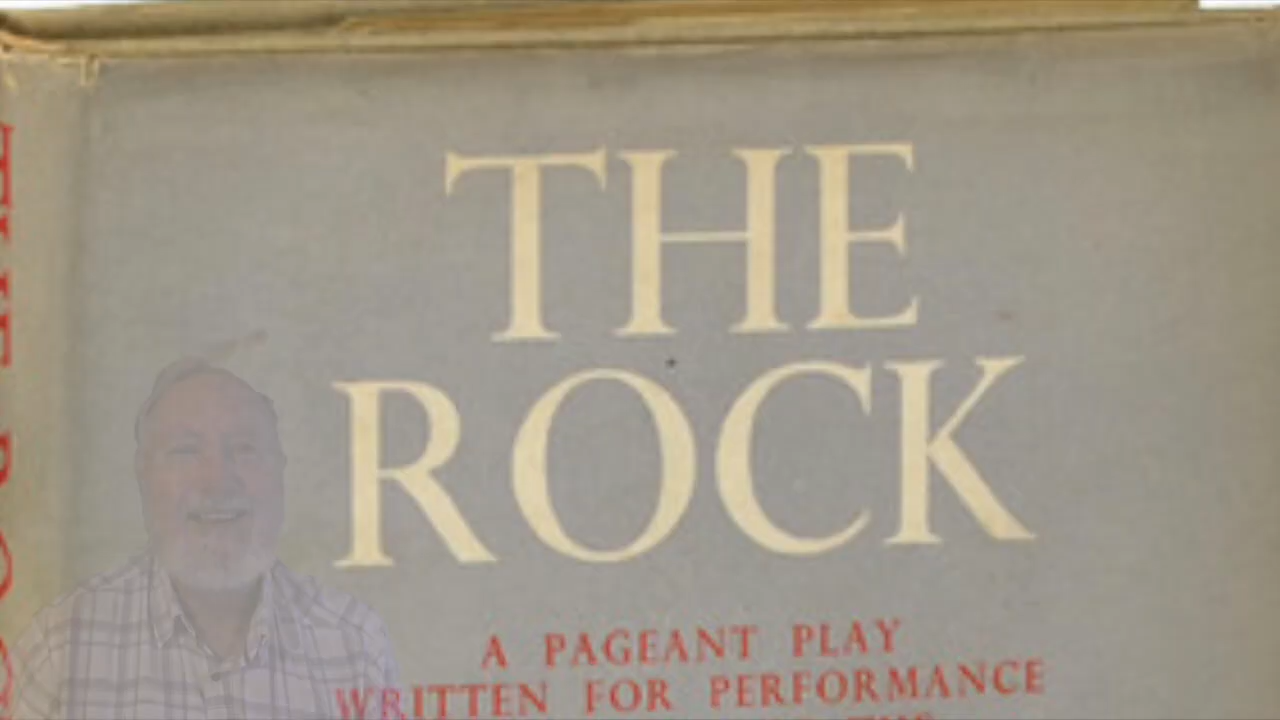 THE
ROCK
A PAGEANT PLAY
WRITTEN FOR PERFORMANCE